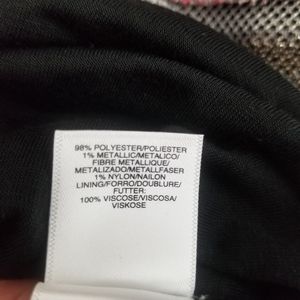 98% POLYESTER/POLIESTER
1% METALLIC/METALICO/
FIBRE METALLIQUE/
METALIZADO/METALLFASER
1% NYLON/NAILON
LINING/FORRO/DOUBLURE/
FUTTER:
100% VISCOSE/VISCOSA/
VISKOSE